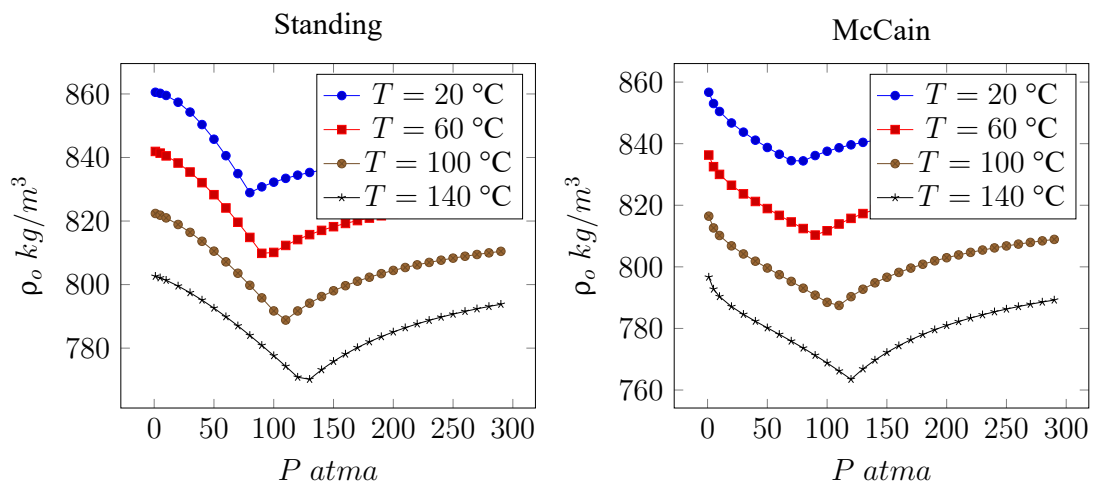 Standing
ρₒ kg/m³
860
840
820
800
780
0 50 100 150 200 250 300
P atma
T = 20 °C
T = 60 °C
T = 100 °C
T = 140 °C
McCain
ρₒ kg/m³
860
840
820
800
780
760
0 50 100 150 200 250 300
P atma
T = 20 °C
T = 60 °C
T = 100 °C
T = 140 °C